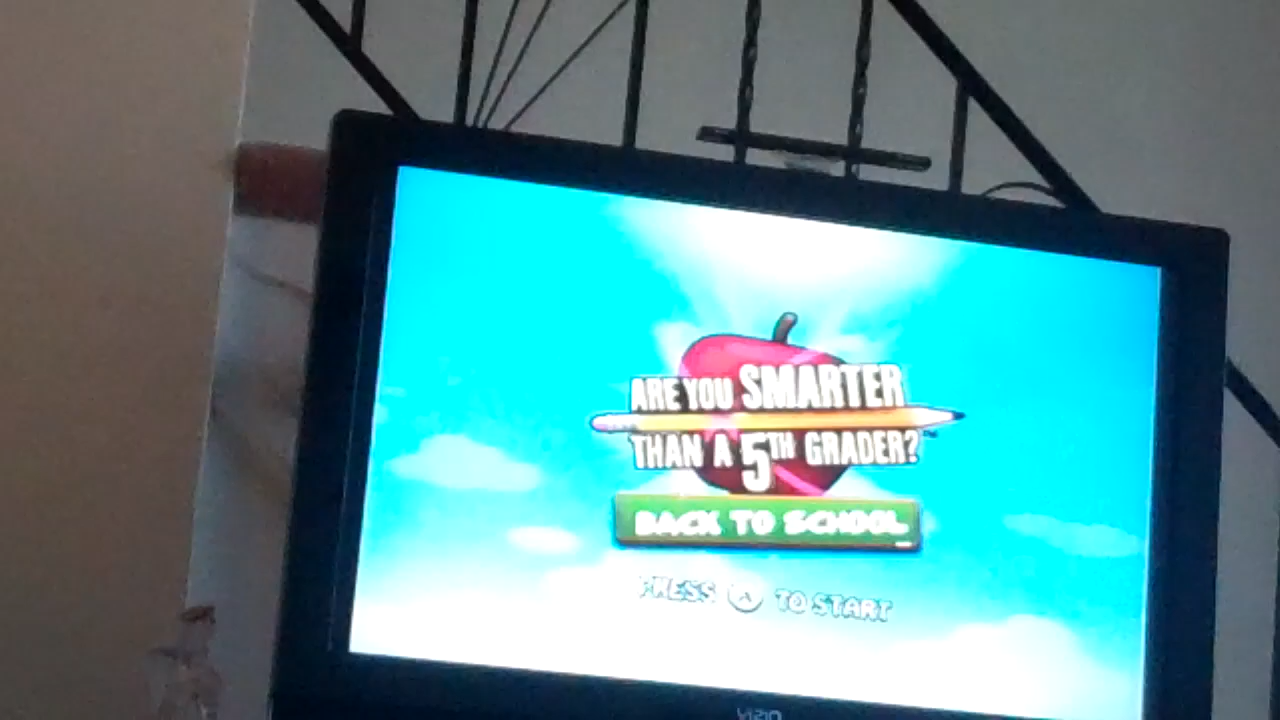 ARE YOU SMARTER
THAN A 5TH GRADER?
BACK TO SCHOOL
PRESS A TO START
VIZIO